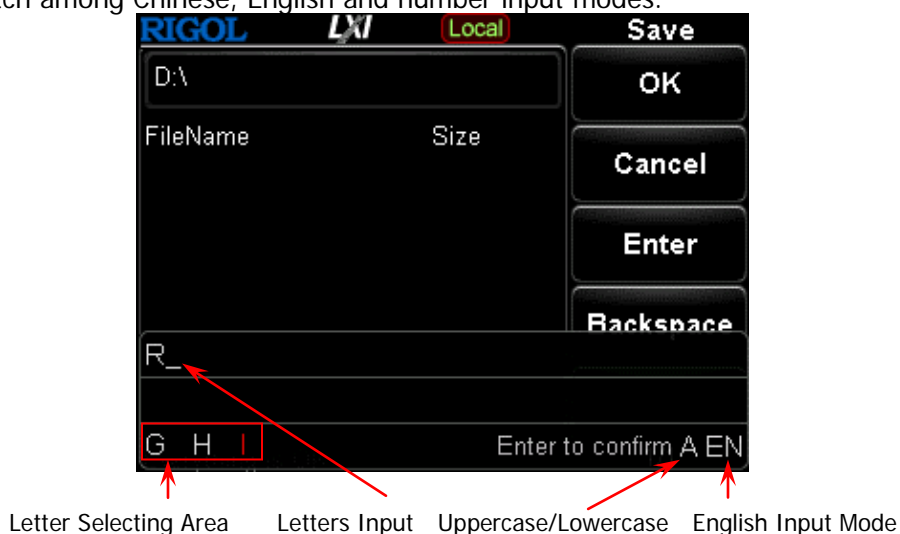 tch among Chinese, English and number input modes.
RIGOL LXI Local Save
D:\
OK
FileName Size
Cancel
Enter
Backspace
R_
G H I Enter to confirm A EN
Letter Selecting Area Letters Input Uppercase/Lowercase English Input Mode